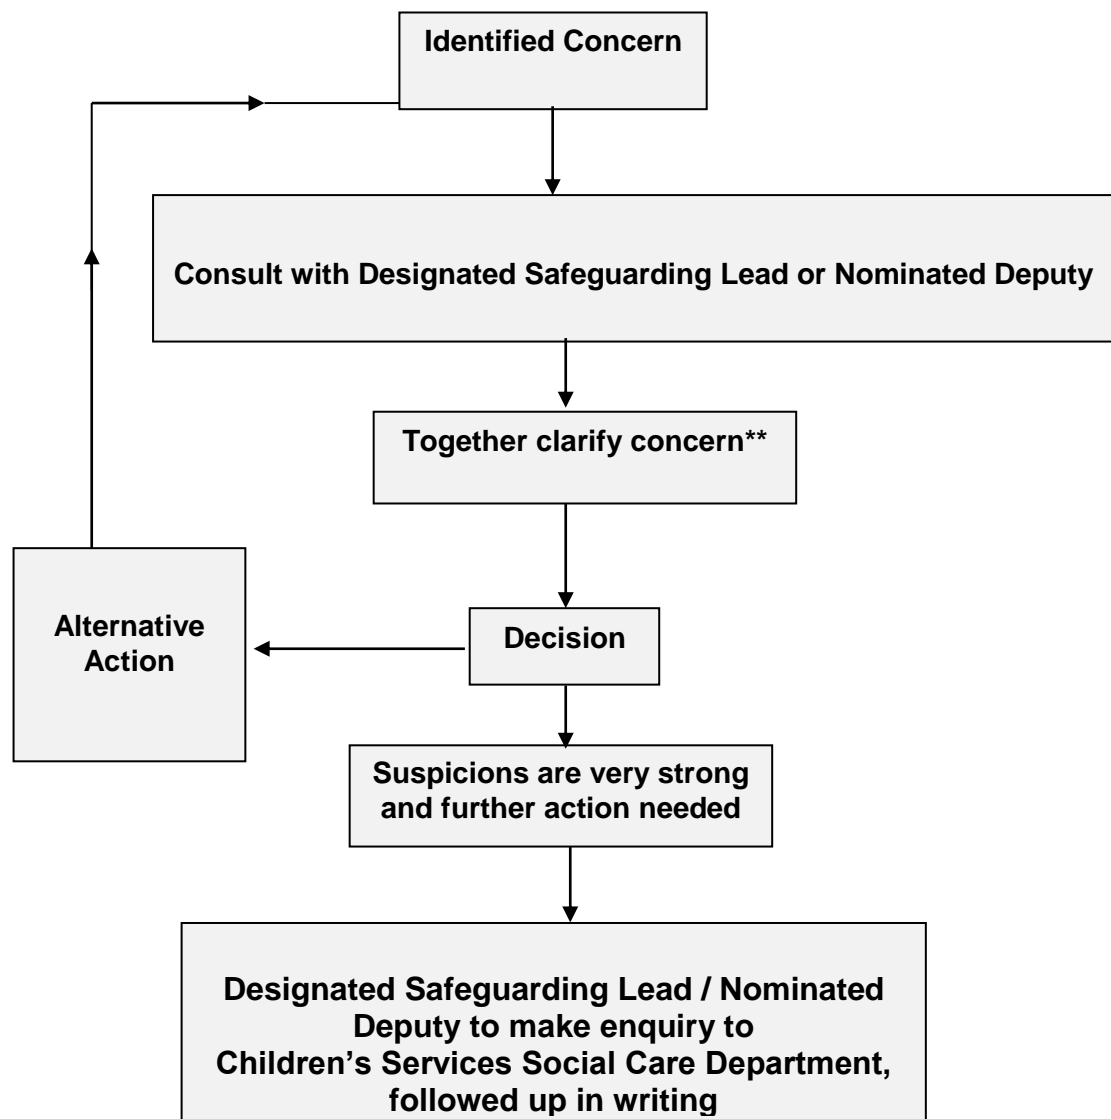 Identified Concern
Consult with Designated Safeguarding Lead or Nominated Deputy
Together clarify concern**
Alternative
Action
Decision
Suspicions are very strong
and further action needed
Designated Safeguarding Lead / Nominated
Deputy to make enquiry to
Children’s Services Social Care Department,
followed up in writing